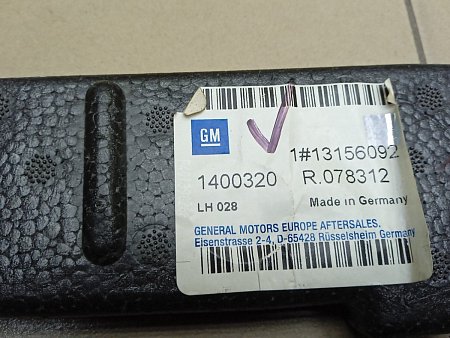 GM
1#13156092
1400320 R.078312
LH 028 Made in Germany
GENERAL MOTORS EUROPE AFTERSALES.
Eisenstrasse 2-4, D-65428 Rüsselsheim Germany